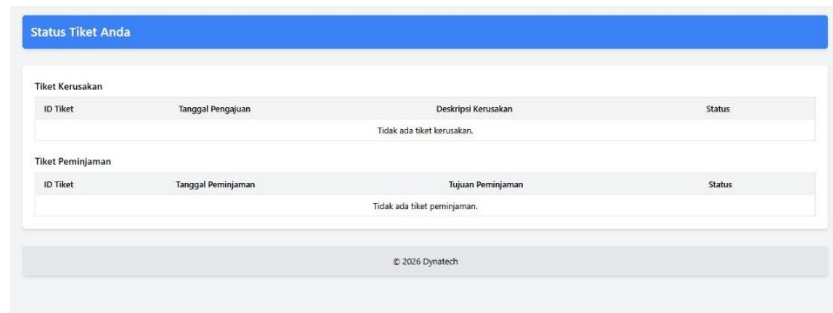 Status Tiket Anda
Tiket Kerusakan
ID Tiket Tanggal Pengajuan Deskripsi Kerusakan Status
Tidak ada tiket kerusakan.
Tiket Peminjaman
ID Tiket Tanggal Peminjaman Tujuan Peminjaman Status
Tidak ada tiket peminjaman.
© 2026 Dynatech